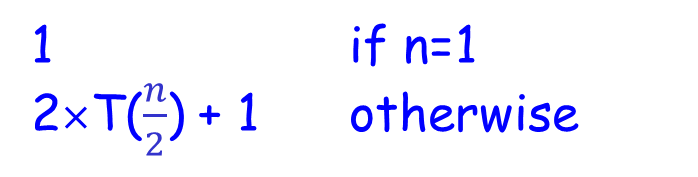 1 if n=1
2×T(n/2) + 1 otherwise